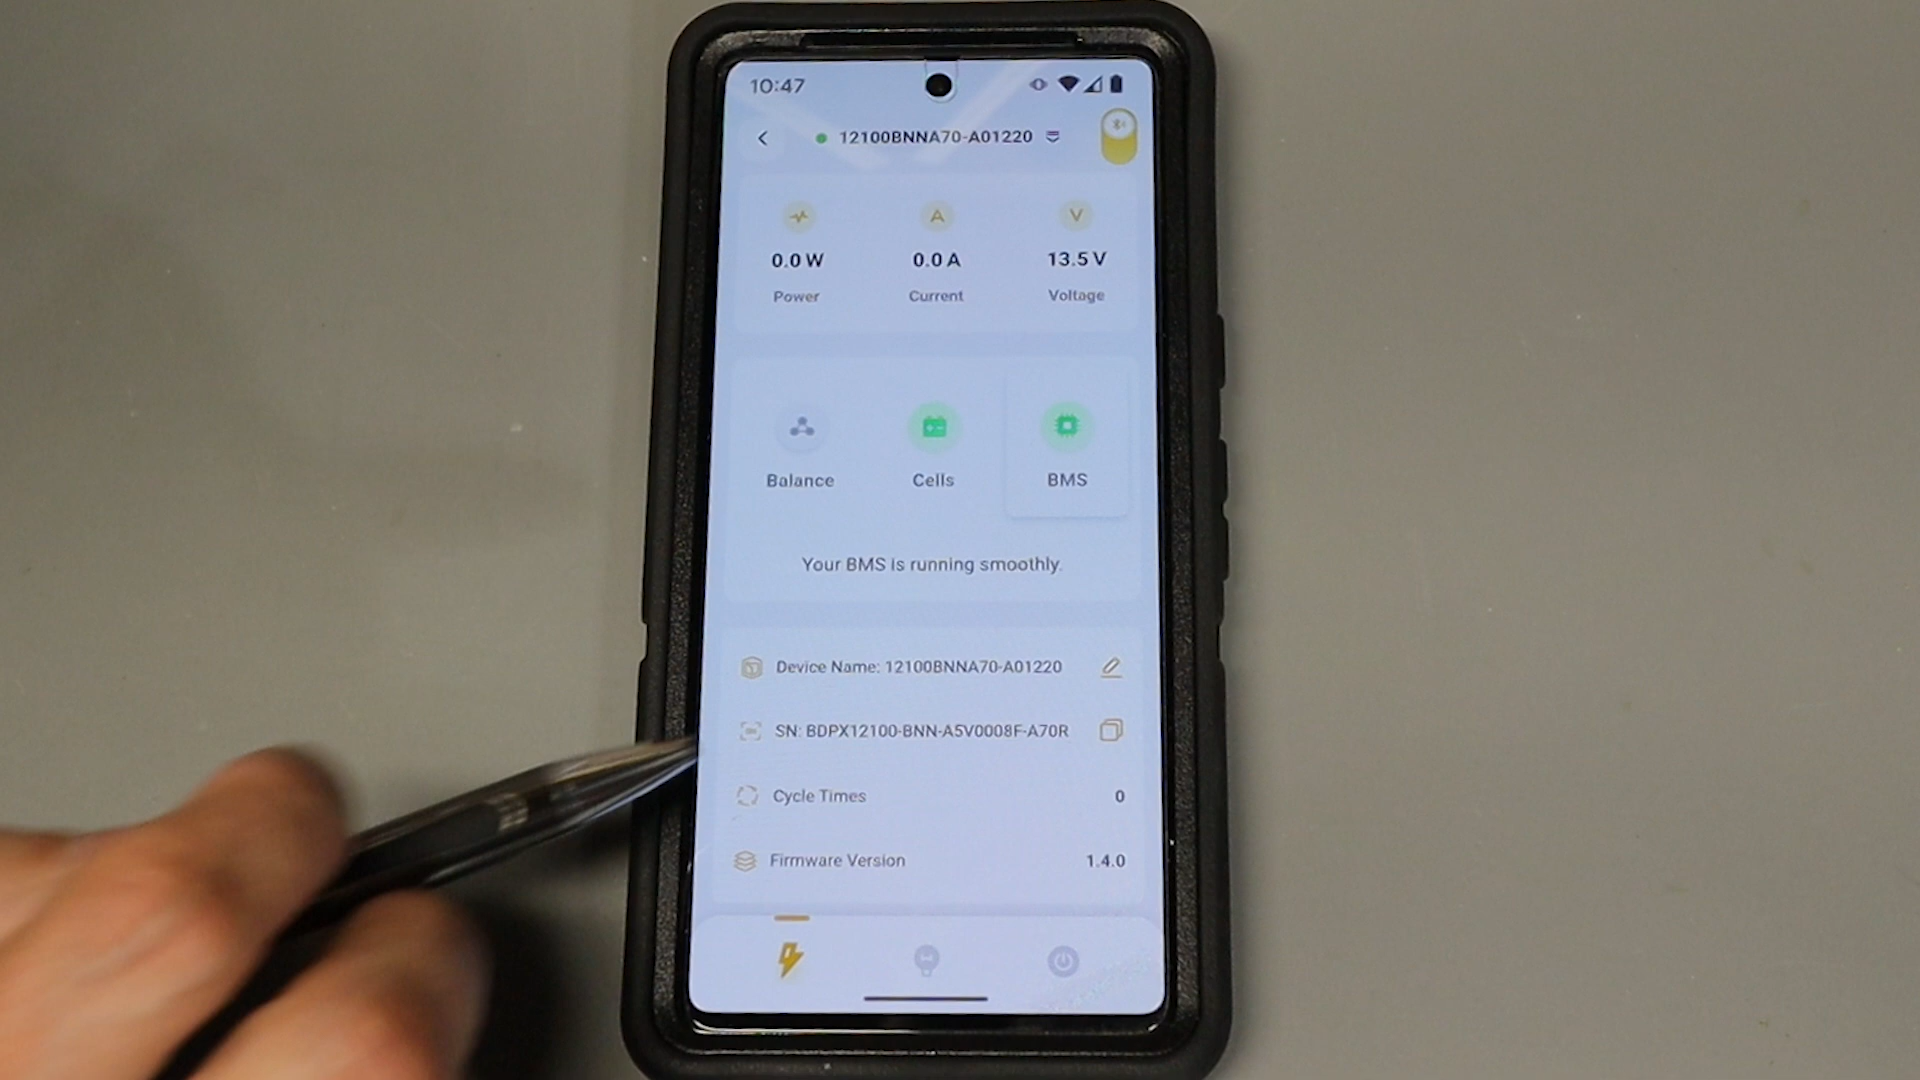 10:47
12100BNNA70-A01220
A
V
0.0 W
0.0 A
13.5 V
Power
Current
Voltage
Balance
Cells
BMS
Your BMS is running smoothly.
Device Name: 12100BNNA70-A01220
SN: BDPX12100-BNN-A5V0008F-A70R
Cycle Times
0
Firmware Version
1.4.0